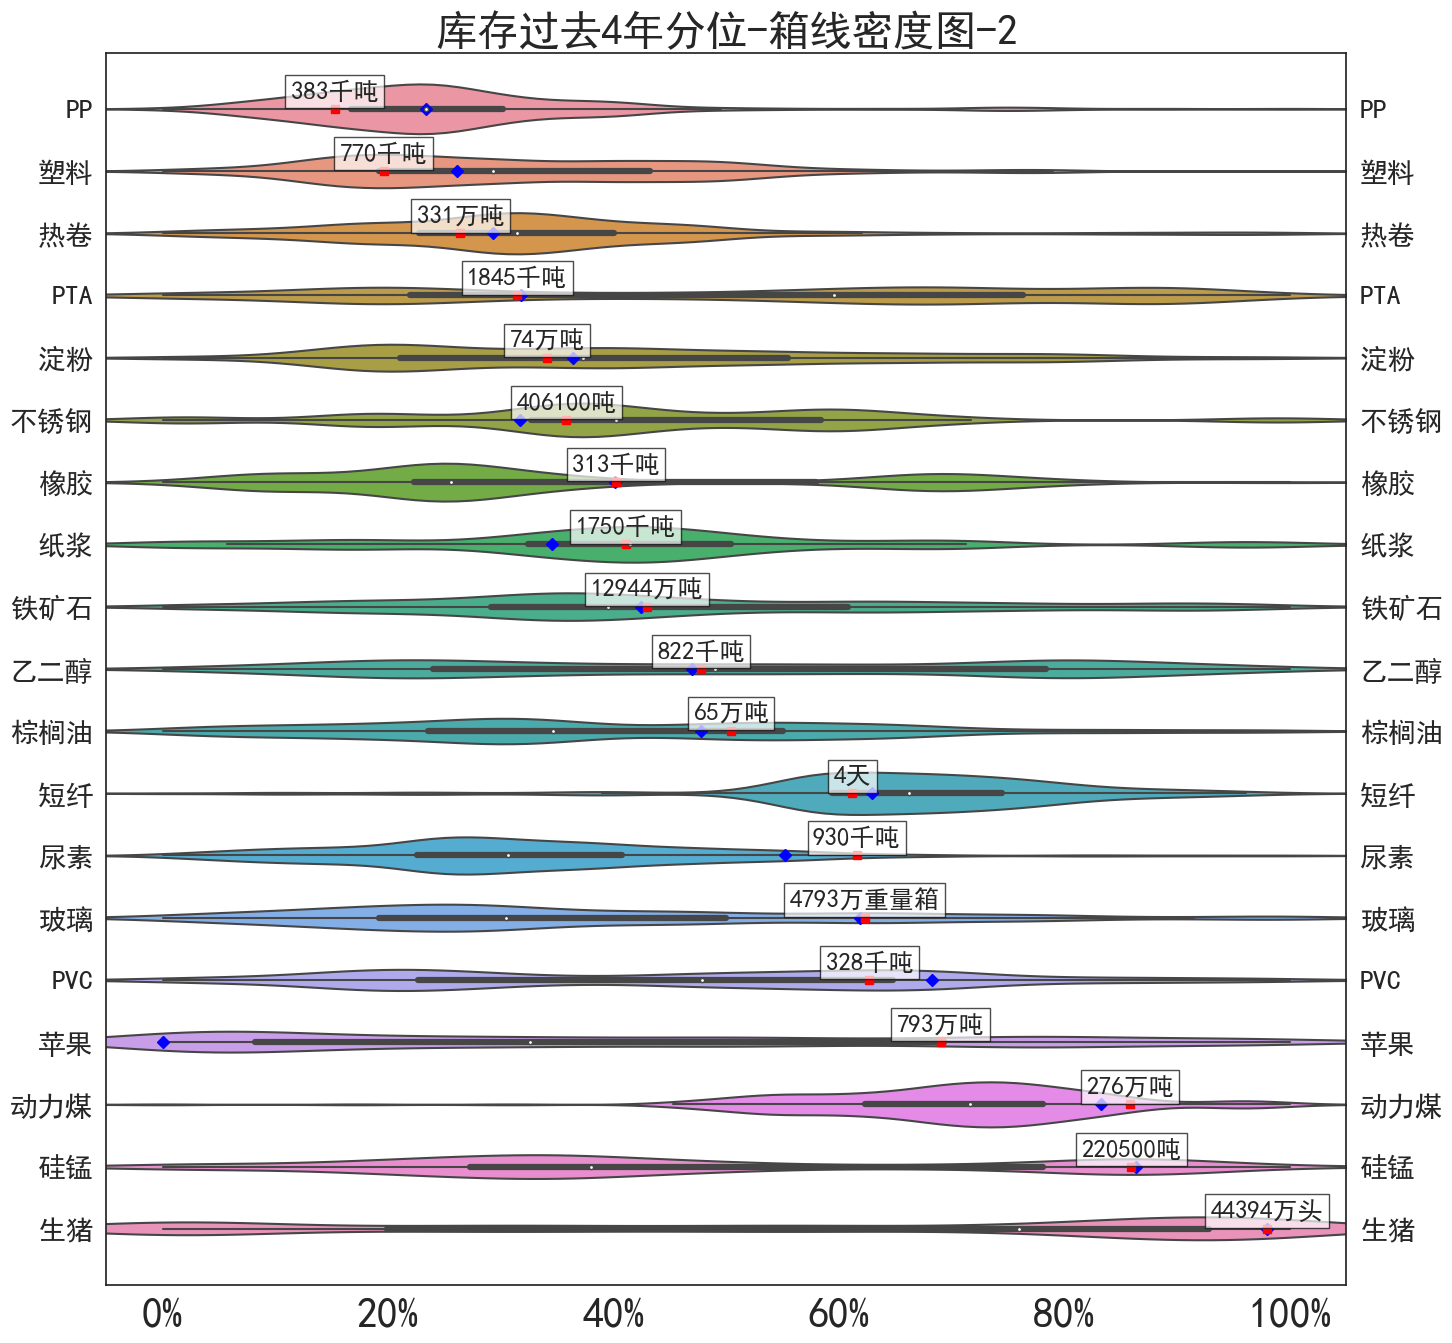 库存过去4年分位-箱线密度图-2
PP 383千吨 PP
塑料 770千吨 塑料
热卷 331万吨 热卷
PTA 1845千吨 PTA
淀粉 74万吨 淀粉
不锈钢 406100吨 不锈钢
橡胶 313千吨 橡胶
纸浆 1750千吨 纸浆
铁矿石 12944万吨 铁矿石
乙二醇 822千吨 乙二醇
棕榈油 65万吨 棕榈油
短纤 4天 短纤
尿素 930千吨 尿素
玻璃 4793万重量箱 玻璃
PVC 328千吨 PVC
苹果 793万吨 苹果
动力煤 276万吨 动力煤
硅锰 220500吨 硅锰
生猪 44394万头 生猪
0% 20% 40% 60% 80% 100%